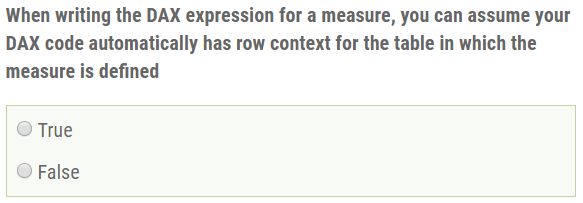 When writing the DAX expression for a measure, you can assume your
DAX code automatically has row context for the table in which the
measure is defined
True
False